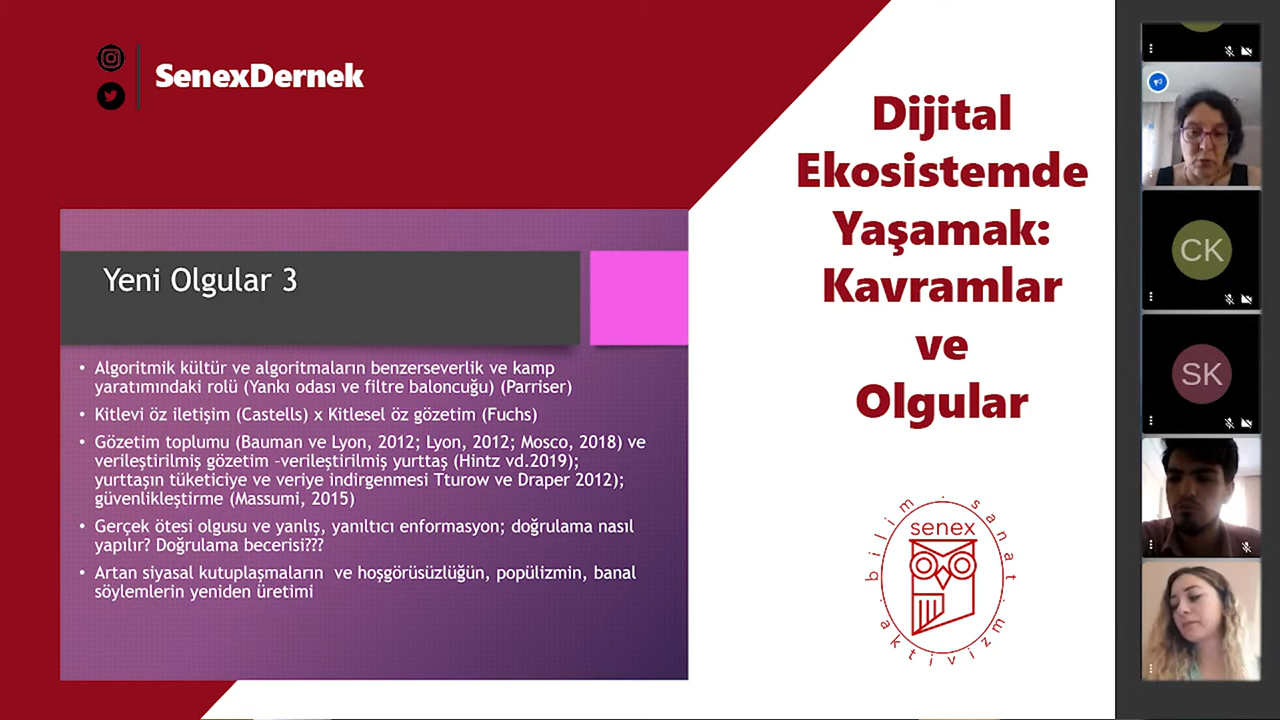 SenexDernek
Dijital
Ekosistemde
Yaşamak:
Kavramlar
ve
Olgular
Yeni Olgular 3
• Algoritmik kültür ve algoritmaların benzerseverlik ve kamp
yaratımındaki rolü (Yankı odası ve filtre baloncuğu) (Parriser)
• Kitlevi öz iletişim (Castells) x Kitlesel öz gözetim (Fuchs)
• Gözetim toplumu (Bauman ve Lyon, 2012; Lyon, 2012; Mosco, 2018) ve
verileştirilmiş gözetim -verileştirilmiş yurttaş (Hintz vd.2019);
yurttaşın tüketiciye ve veriye indirgenmesi Tturow ve Draper 2012);
güvenlikleştirme (Massumi, 2015)
• Gerçek ötesi olgusu ve yanlış, yanıltıcı enformasyon; doğrulama nasıl
yapılır? Doğrulama becerisi???
• Artan siyasal kutuplaşmaların  ve hoşgörüsüzlüğün, popülizmin, banal
söylemlerin yeniden üretimi
senex
bilim . sanat . aktivizm .
CK
SK